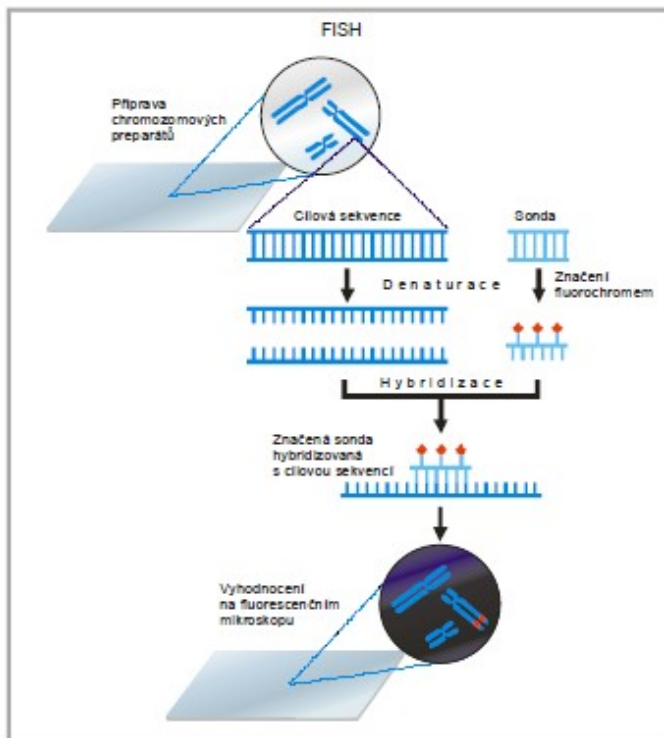 FISH
Příprava
chromozomových
preparátů
Cílová sekvence
Sonda
Denaturace
Značení
fluorochromem
Hybridizace
Značená sonda
hybridizovaná
s cílovou sekvencí
Vyhodnocení
na fluorescenčním
mikroskopu